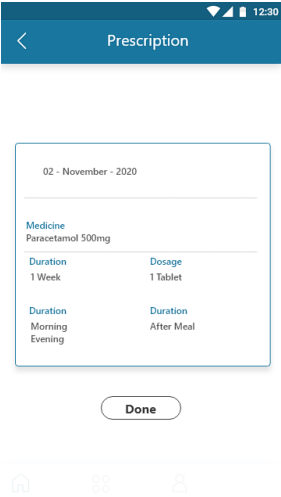 12:30
Prescription
02 - November - 2020
Medicine
Paracetamol 500mg
Duration Dosage
1 Week 1 Tablet
Duration Duration
Morning After Meal
Evening
Done